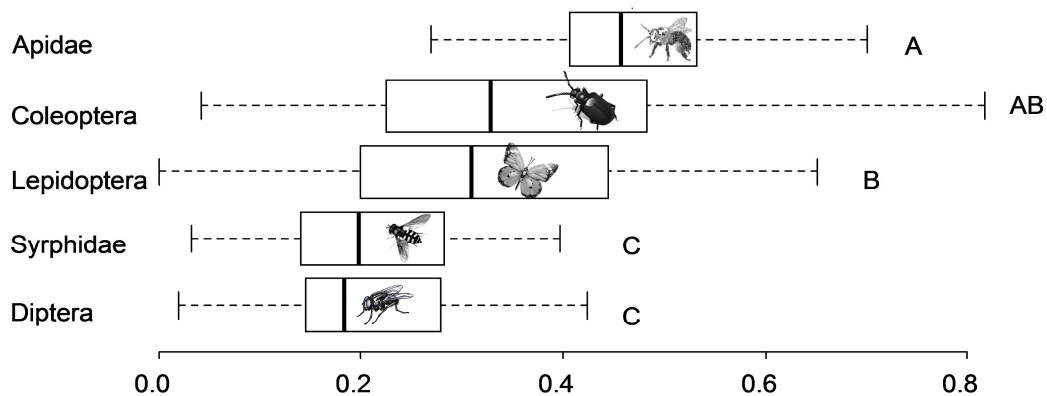 Apidae A
Coleoptera AB
Lepidoptera B
Syrphidae C
Diptera C
0.0 0.2 0.4 0.6 0.8